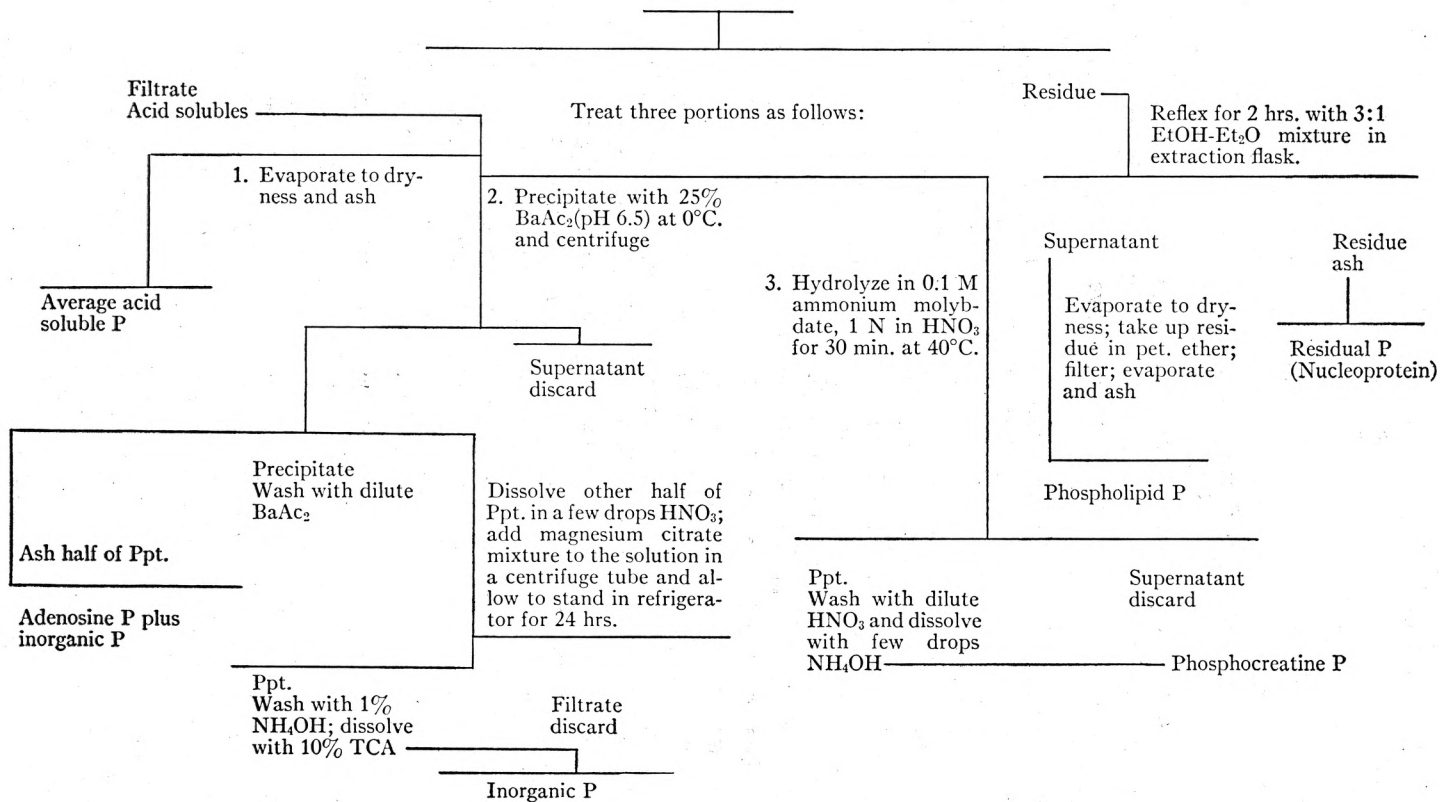 Filtrate
Acid solubles
Treat three portions as follows:
Residue
Reflex for 2 hrs. with 3:1
EtOH-Et₂O mixture in
extraction flask.
1. Evaporate to dry-
ness and ash
2. Precipitate with 25%
BaAc₂(pH 6.5) at 0°C.
and centrifuge
Average acid
soluble P
3. Hydrolyze in 0.1 M
ammonium molyb-
date, 1 N in HNO₃
for 30 min. at 40°C.
Supernatant
Residue
ash
Evaporate to dry-
ness; take up resi-
due in pet. ether;
filter; evaporate
and ash
Residual P
(Nucleoprotein)
Supernatant
discard
Precipitate
Wash with dilute
BaAc₂
Phospholipid P
Ash half of Ppt.
Adenosine P plus
inorganic P
Dissolve other half of
Ppt. in a few drops HNO₃;
add magnesium citrate
mixture to the solution in
a centrifuge tube and al-
low to stand in refrigera-
tor for 24 hrs.
Ppt.
Wash with dilute
HNO₃ and dissolve
with few drops
NH₄OH
Supernatant
discard
Phosphocreatine P
Ppt.
Wash with 1%
NH₄OH; dissolve
with 10% TCA
Filtrate
discard
Inorganic P